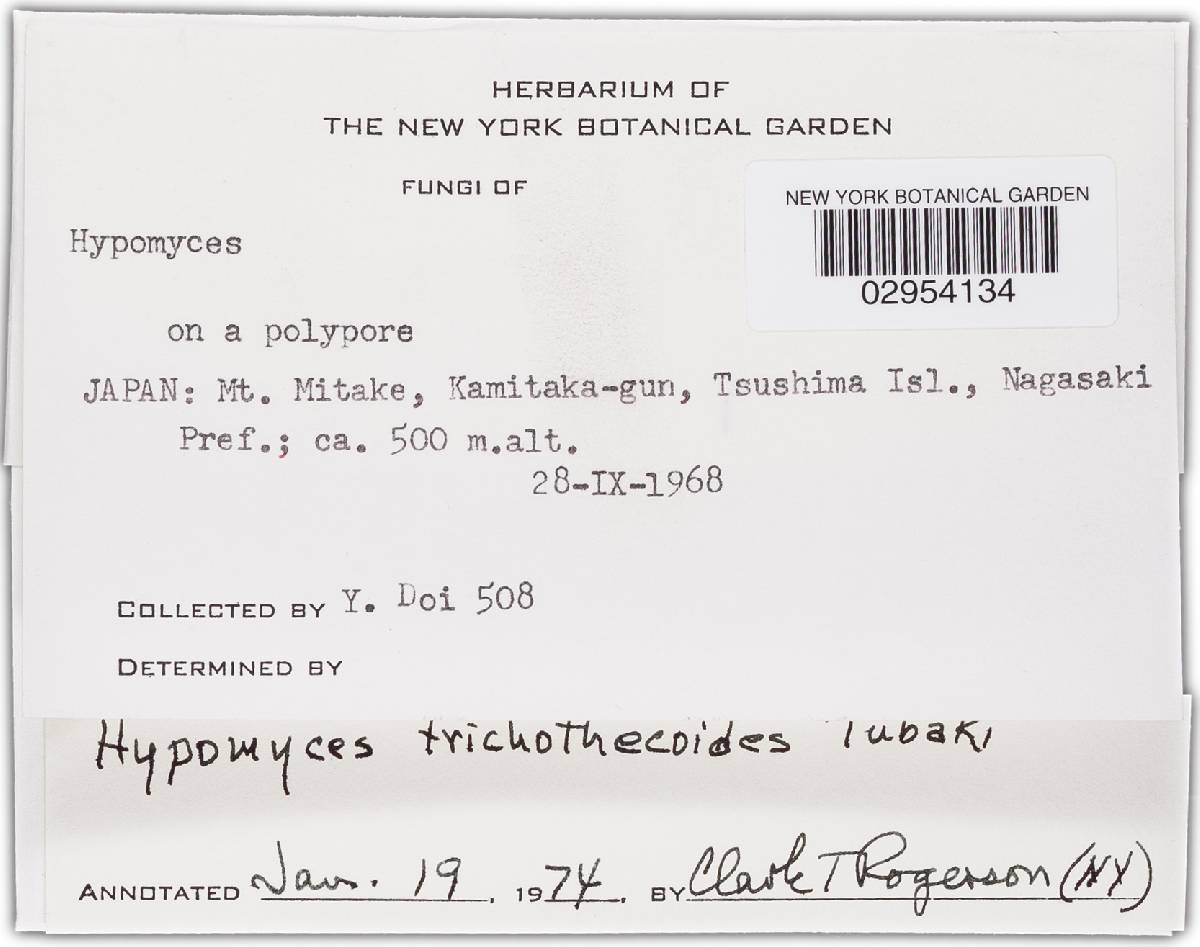 HERBARIUM OF
THE NEW YORK BOTANICAL GARDEN
FUNGI OF
NEW YORK BOTANICAL GARDEN
02954134
Hypomyces
on a polypore
JAPAN: Mt. Mitake, Kamitaka-gun, Tsushima Isl., Nagasaki
Pref.; ca. 500 m.alt.
28-IX-1968
COLLECTED BY Y. Doi 508
DETERMINED BY
Hypomyces trichothecoides Tubaki
ANNOTATED Jan. 19, 1974. BY Clark T Rogerson (NY)